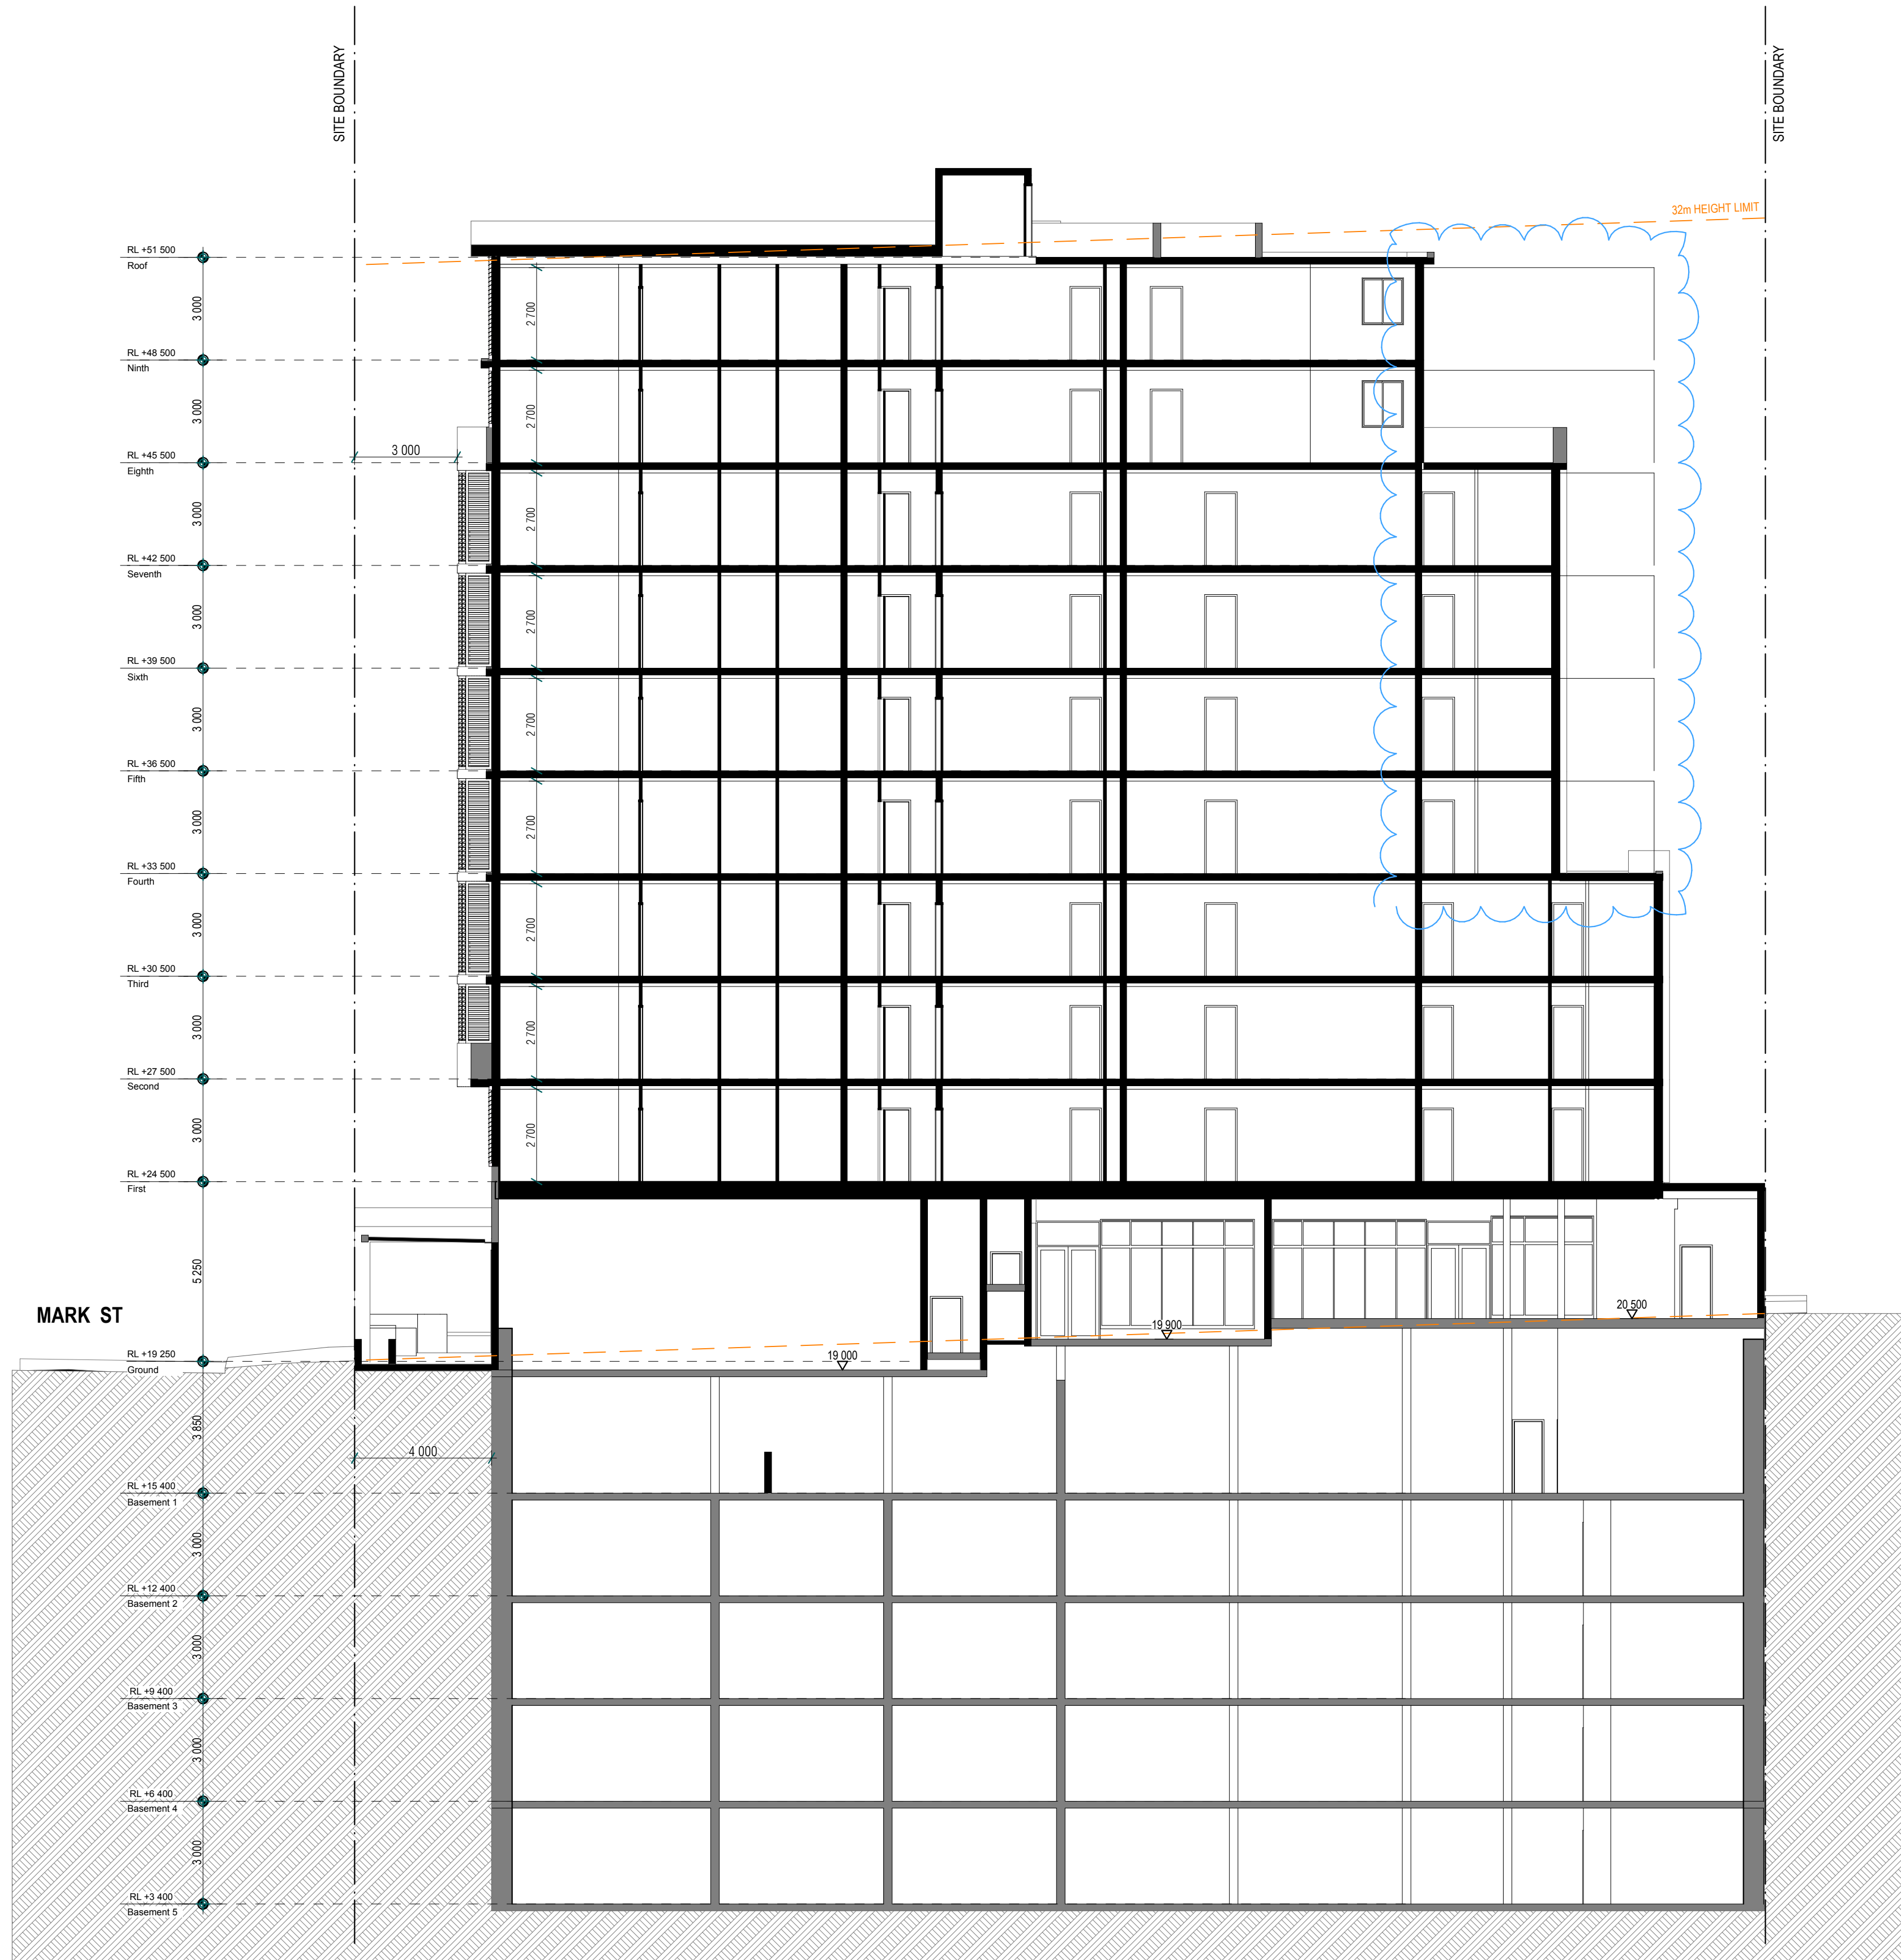 SITE BOUNDARY
SITE BOUNDARY
32m HEIGHT LIMIT
RL +51 500
Roof
3 000
2 700
RL +48 500
Ninth
3 000
2 700
RL +45 500
Eighth
3 000
3 000
2 700
RL +42 500
Seventh
3 000
2 700
RL +39 500
Sixth
3 000
2 700
RL +36 500
Fifth
3 000
2 700
RL +33 500
Fourth
3 000
2 700
RL +30 500
Third
3 000
2 700
RL +27 500
Second
3 000
2 700
RL +24 500
First
5 250
MARK ST
20 500
19 900
19 000
RL +19 250
Ground
3 850
4 000
RL +15 400
Basement 1
3 000
RL +12 400
Basement 2
3 000
RL +9 400
Basement 3
3 000
RL +6 400
Basement 4
3 000
RL +3 400
Basement 5